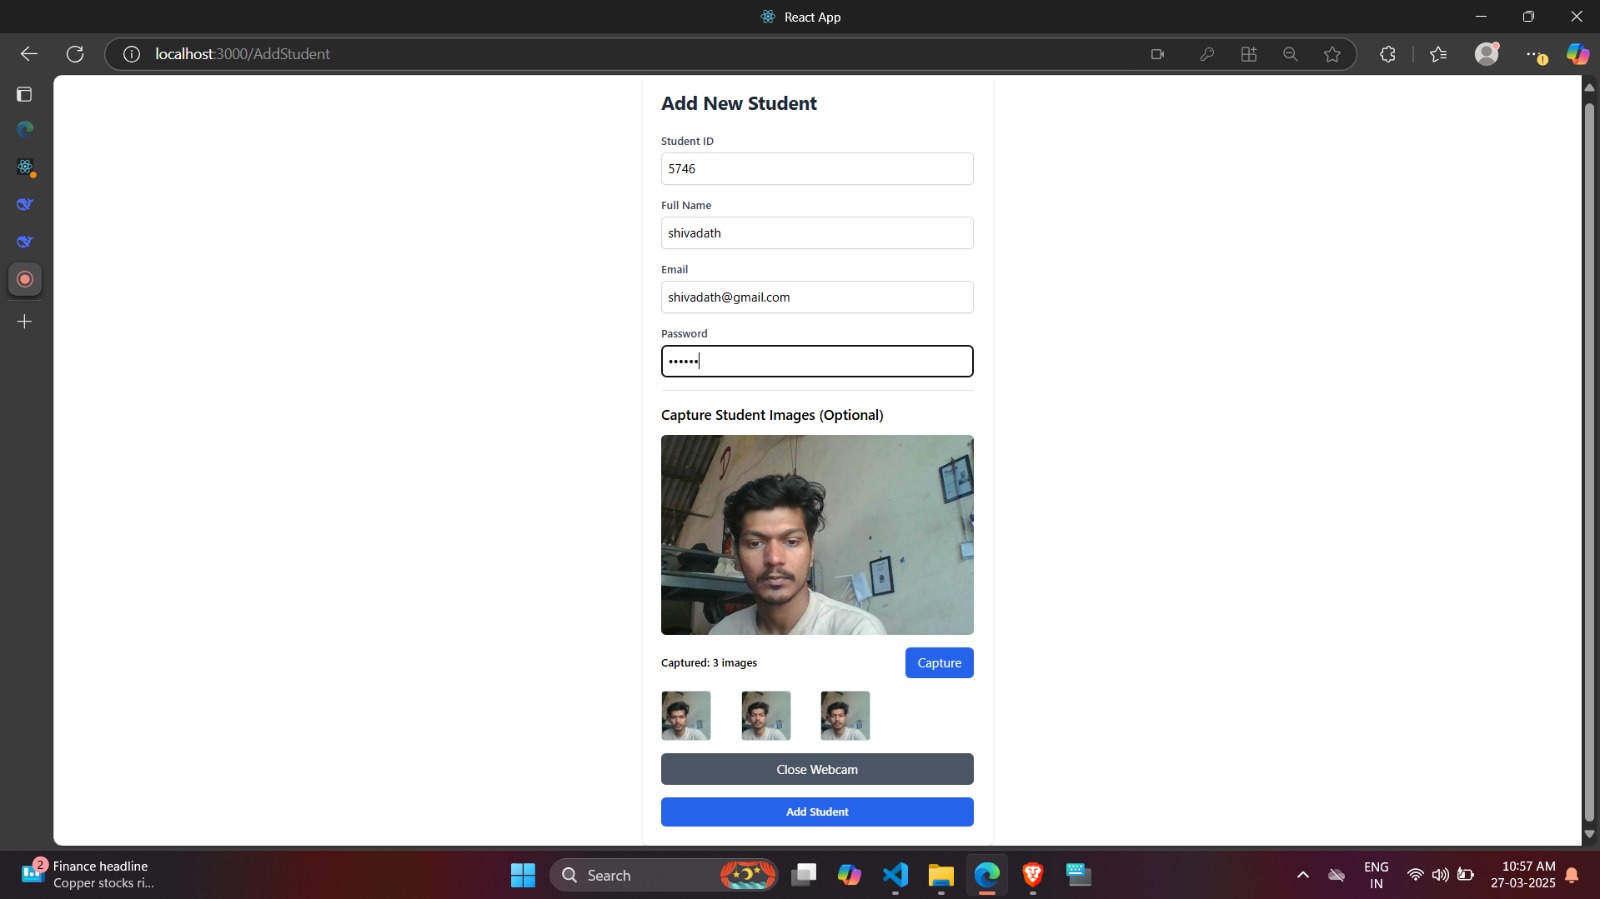 React App
localhost:3000/AddStudent
Add New Student
Student ID
5746
Full Name
shivadath
Email
shivadath@gmail.com
Password
••••••
Capture Student Images (Optional)
Captured: 3 images
Capture
Close Webcam
Add Student
2
Finance headline
Copper stocks ri...
Search
ENG
IN
10:57 AM
27-03-2025